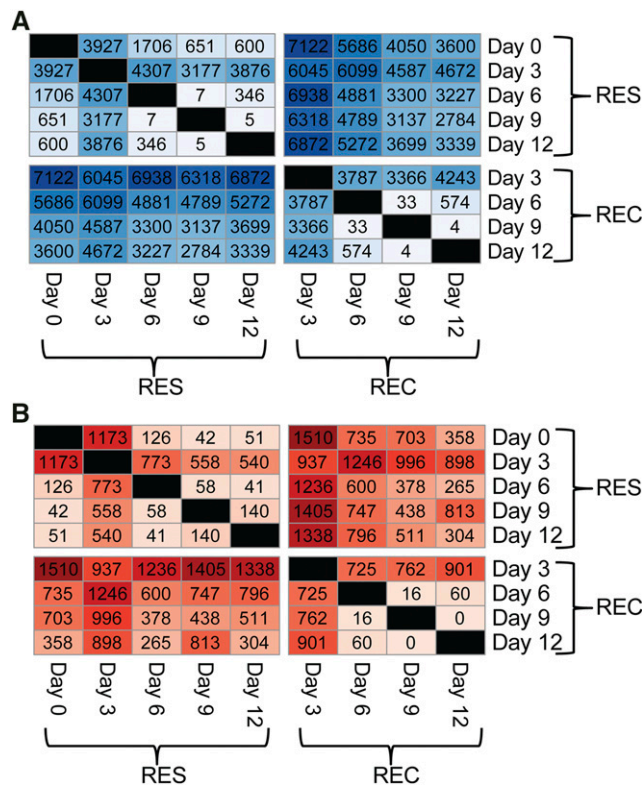 A
3927 1706 651 600 7122 5686 4050 3600 Day 0
3927 4307 3177 3876 6045 6099 4587 4672 Day 3
1706 4307 7 346 6938 4881 3300 3227 Day 6
651 3177 7 5 6318 4789 3137 2784 Day 9
600 3876 346 5 6872 5272 3699 3339 Day 12
RES
7122 6045 6938 6318 6872 3787 3366 4243 Day 3
5686 6099 4881 4789 5272 3787 33 574 Day 6
4050 4587 3300 3137 3699 3366 33 4 Day 9
3600 4672 3227 2784 3339 4243 574 4 Day 12
REC
Day 0 Day 3 Day 6 Day 9 Day 12 Day 3 Day 6 Day 9 Day 12
RES REC
B
1173 126 42 51 1510 735 703 358 Day 0
1173 773 558 540 937 1246 996 898 Day 3
126 773 58 41 1236 600 378 265 Day 6
42 558 58 140 1405 747 438 813 Day 9
51 540 41 140 1338 796 511 304 Day 12
RES
1510 937 1236 1405 1338 725 762 901 Day 3
735 1246 600 747 796 725 16 60 Day 6
703 996 378 438 511 762 16 0 Day 9
358 898 265 813 304 901 60 0 Day 12
REC
Day 0 Day 3 Day 6 Day 9 Day 12 Day 3 Day 6 Day 9 Day 12
RES REC